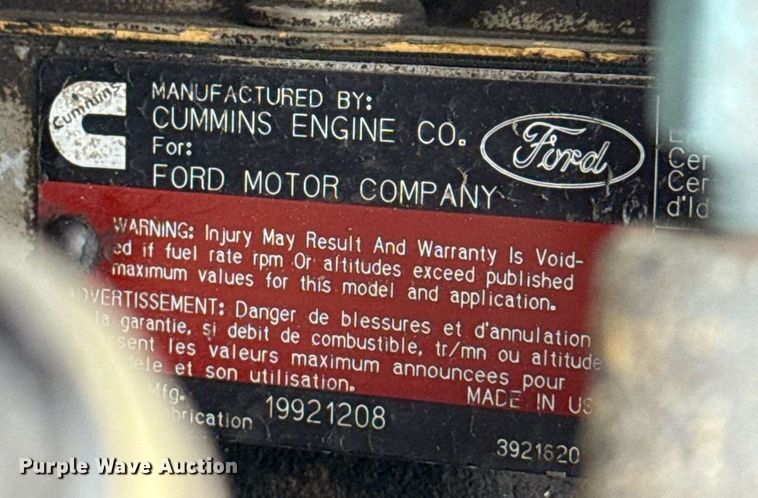 Cummins
MANUFACTURED BY:
CUMMINS ENGINE CO.
For:
FORD MOTOR COMPANY
Ford
Cer
Cer
d'Id
WARNING: Injury May Result And Warranty Is Void-
ed if fuel rate rpm Or altitudes exceed published
maximum values for this model and application.
AVERTISSEMENT: Danger de blessures et d'annulation
la garantie, si debit de combustible, tr/mn ou altitude
sent les valeurs maximum announcees pour
ele et son utilisation.
MADE IN US
Mfg.
brication 19921208
3921620
Purple Wave Auction